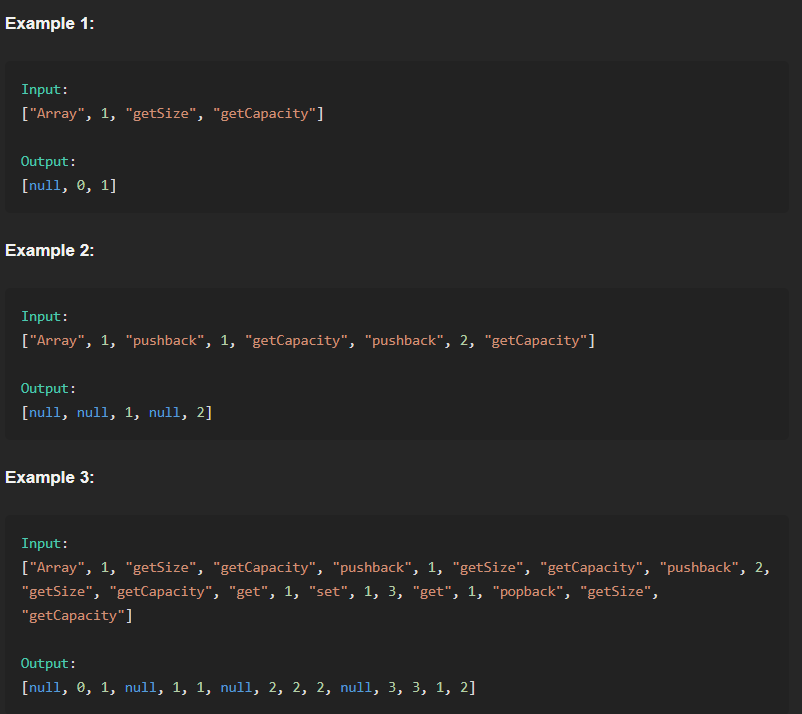 Example 1:
Input:
["Array", 1, "getSize", "getCapacity"]
Output:
[null, 0, 1]
Example 2:
Input:
["Array", 1, "pushback", 1, "getCapacity", "pushback", 2, "getCapacity"]
Output:
[null, null, 1, null, 2]
Example 3:
Input:
["Array", 1, "getSize", "getCapacity", "pushback", 1, "getSize", "getCapacity", "pushback", 2,
"getSize", "getCapacity", "get", 1, "set", 1, 3, "get", 1, "popback", "getSize",
"getCapacity"]
Output:
[null, 0, 1, null, 1, 1, null, 2, 2, 2, null, 3, 3, 1, 2]